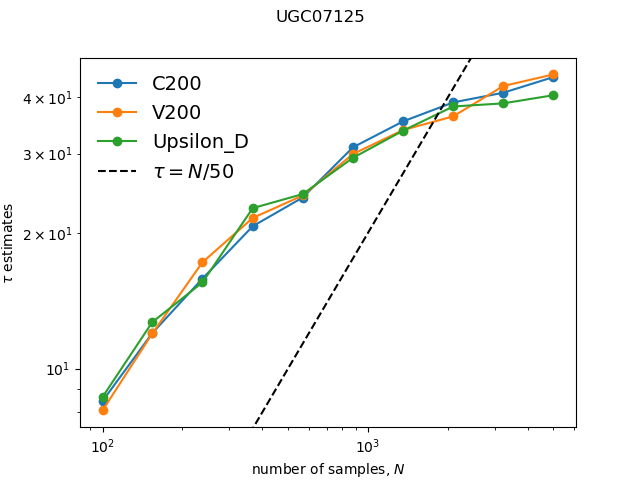 UGC07125
C200
V200
Upsilon_D
τ = N/50
4 × 10¹
3 × 10¹
2 × 10¹
10¹
τ estimates
10²
10³
number of samples, N